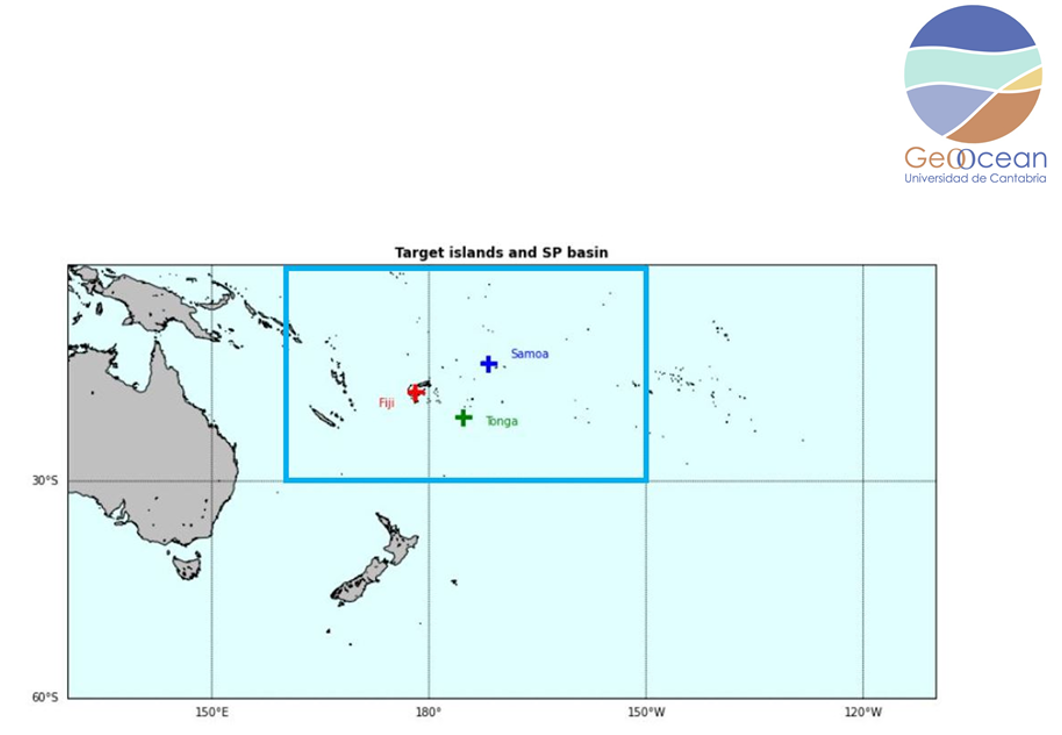 GeoOcean
Universidad de Cantabria
Target islands and SP basin
Samoa
Fiji
Tonga
30°S
60°S
150°E
180°
150°W
120°W